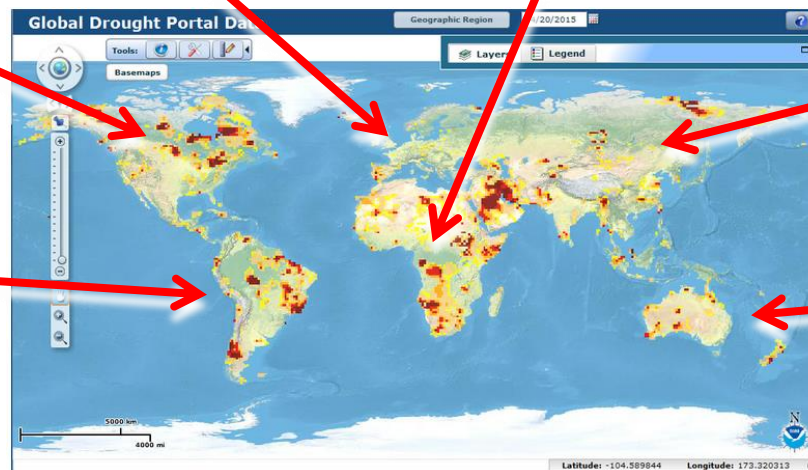 Global Drought Portal Da
Geographic Region
/20/2015
Tools:
Layer
Legend
Basemaps
5000 km
4000 mi
N
NOAA
Latitude: -104.589844 Longitude: 173.320313